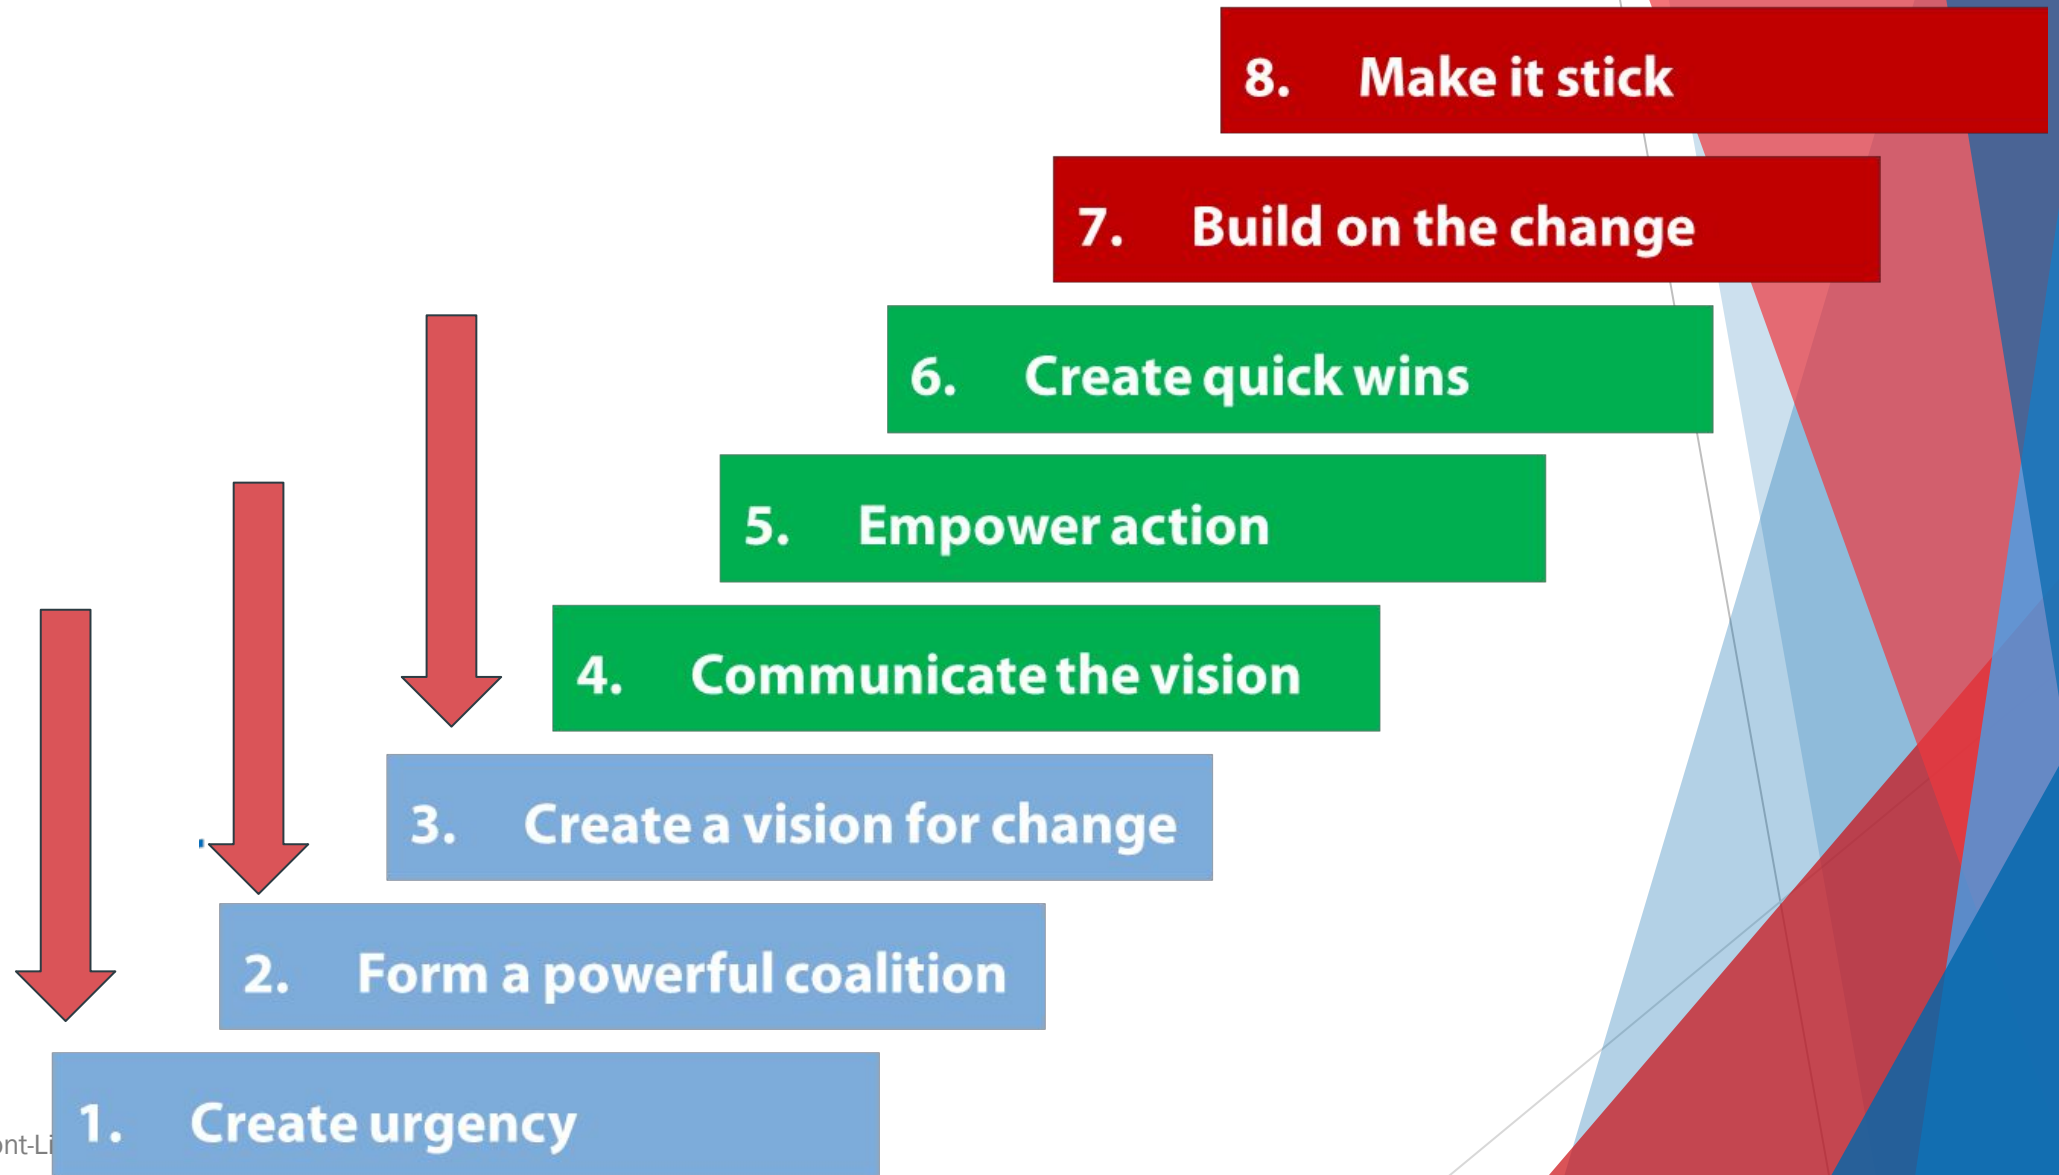 8. Make it stick
7. Build on the change
6. Create quick wins
5. Empower action
4. Communicate the vision
3. Create a vision for change
2. Form a powerful coalition
1. Create urgency